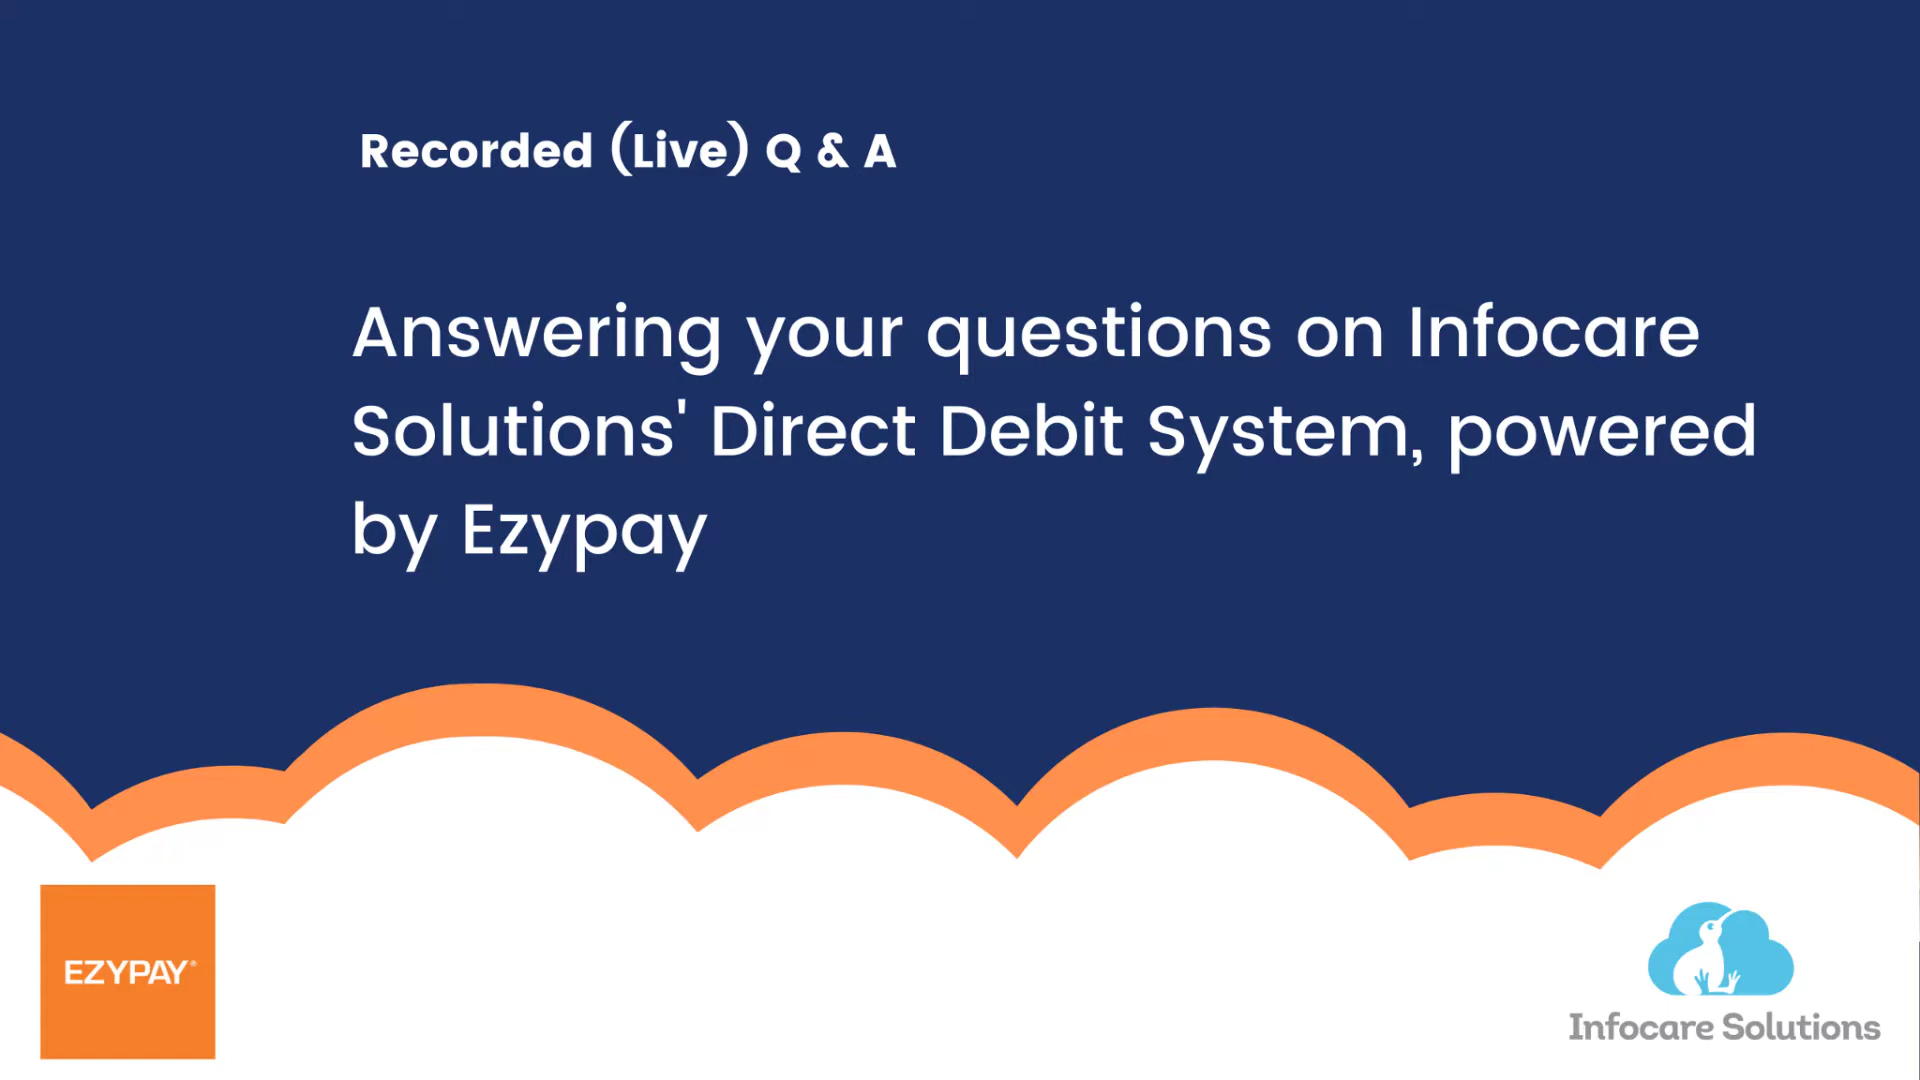 Recorded (Live) Q & A
Answering your questions on Infocare
Solutions' Direct Debit System, powered
by Ezypay
EZYPAY®
Infocare Solutions